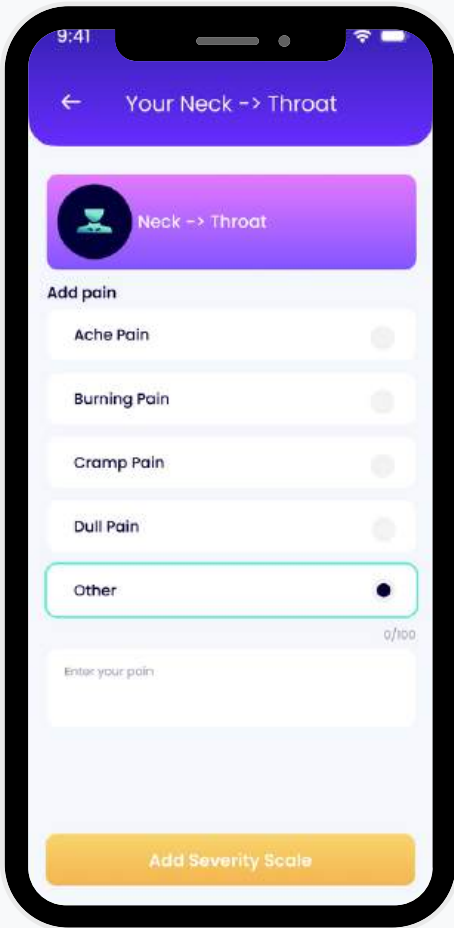 9:41
Your Neck -> Throat
Neck -> Throat
Add pain
Ache Pain
Burning Pain
Cramp Pain
Dull Pain
Other
0/100
Enter your pain
Add Severity Scale